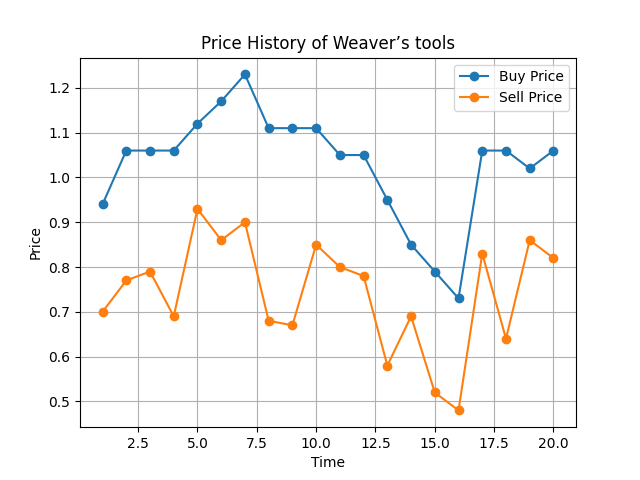 Price History of Weaver’s tools
Buy Price
Sell Price
1.2
1.1
1.0
0.9
0.8
0.7
0.6
0.5
Price
2.5 5.0 7.5 10.0 12.5 15.0 17.5 20.0
Time